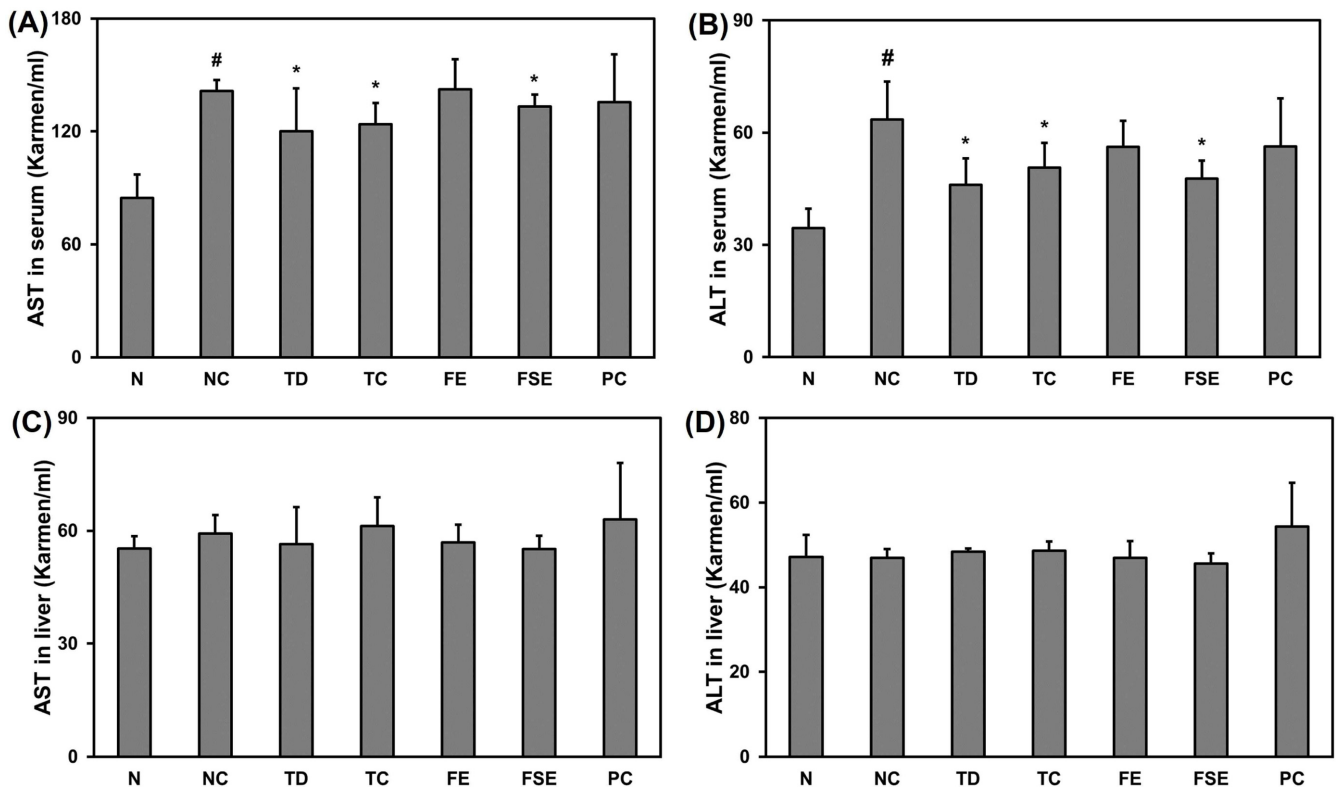 (A)
AST in serum (Karmen/ml)
180
120
60
0
#
*
*
*
N NC TD TC FE FSE PC
(B)
ALT in serum (Karmen/ml)
90
60
30
0
#
*
*
*
N NC TD TC FE FSE PC
(C)
AST in liver (Karmen/ml)
90
60
30
0
N NC TD TC FE FSE PC
(D)
ALT in liver (Karmen/ml)
80
60
40
20
0
N NC TD TC FE FSE PC